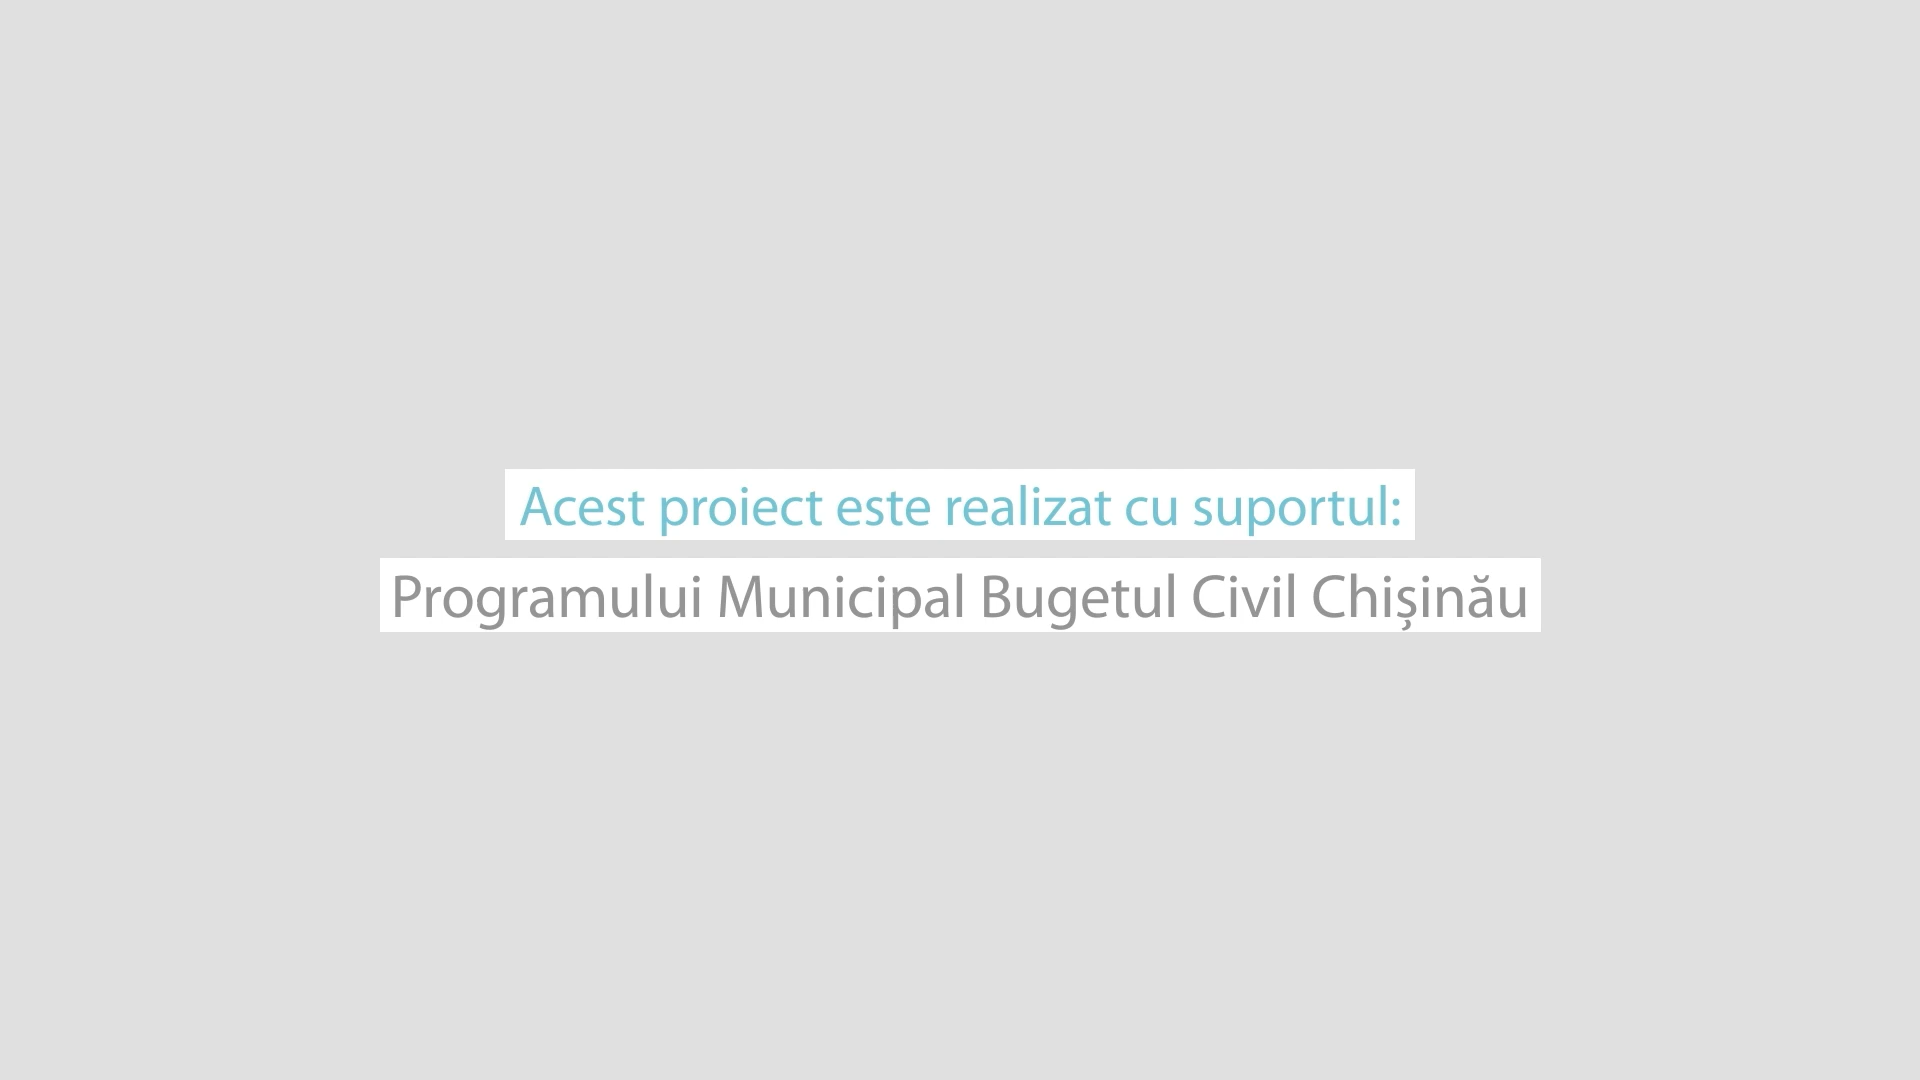 Acest proiect este realizat cu suportul:
Programului Municipal Bugetul Civil Chișinău